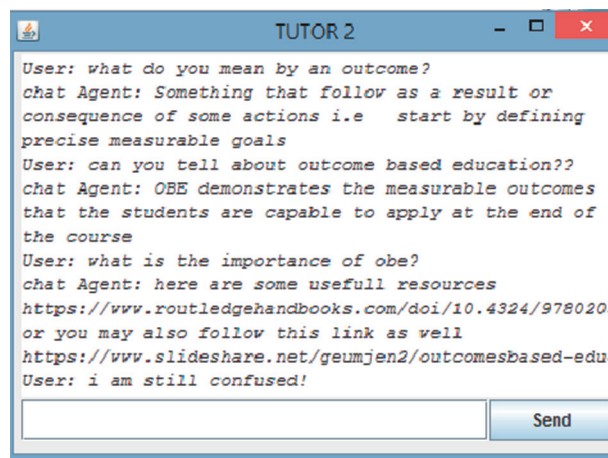 TUTOR 2
User: what do you mean by an outcome?
chat Agent: Something that follow as a result or
consequence of some actions i.e   start by defining
precise measurable goals
User: can you tell about outcome based education??
chat Agent: OBE demonstrates the measurable outcomes
that the students are capable to apply at the end of
the course
User: what is the importance of obe?
chat Agent: here are some usefull resources
https://www.routledgehandbooks.com/doi/10.4324/978020
or you may also follow this link as well
https://www.slideshare.net/geumjen2/outcomesbased-edu
User: i am still confused!
Send